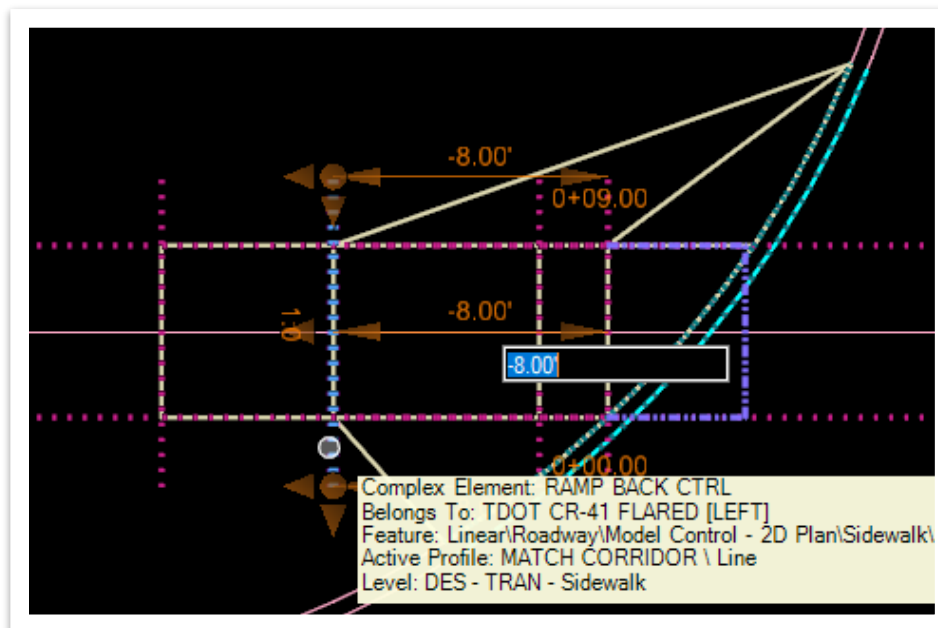 -8.00'
0+09.00
1.0
-8.00'
-8.00'
0+00.00
Complex Element: RAMP BACK CTRL
Belongs To: TDOT CR-41 FLARED [LEFT]
Feature: Linear\Roadway\Model Control - 2D Plan\Sidewalk\
Active Profile: MATCH CORRIDOR \ Line
Level: DES - TRAN - Sidewalk